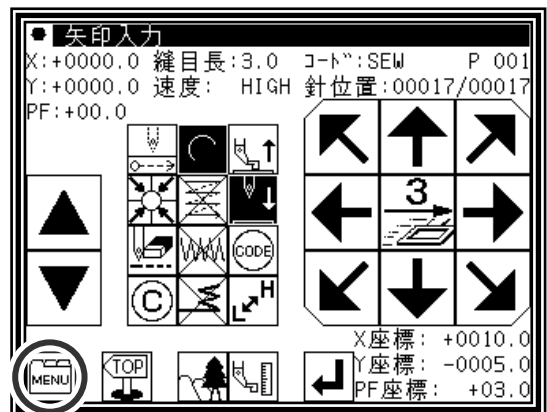 矢印入力
X:+0000.0 縫目長:3.0 コード:SEW P 001
Y:+0000.0 速度: HIGH 針位置:00017/00017
PF:+00.0
3
CODE
C
L H
X座標: +0010.0
MENU TOP Y座標: -0005.0
PF座標: +03.0